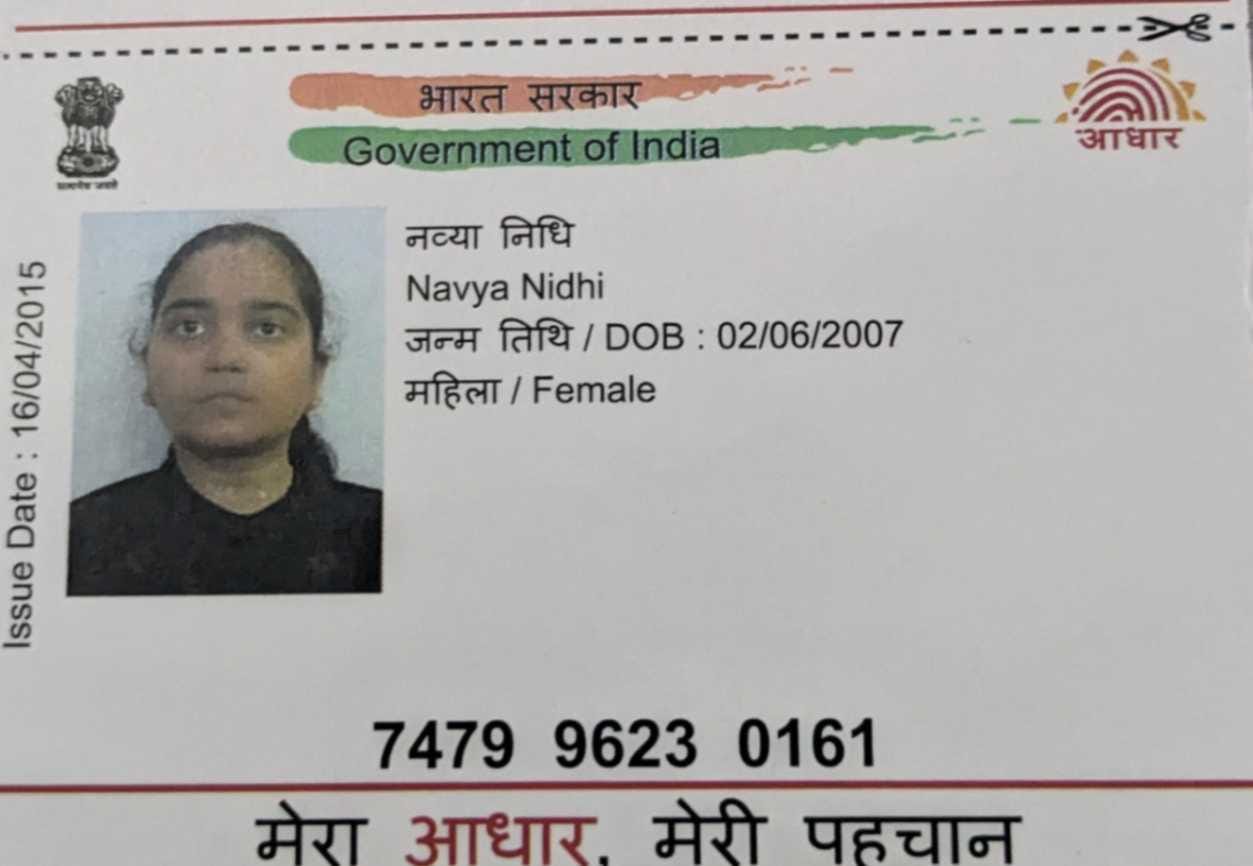 भारत सरकार
Government of India
आधार
सत्यमेव जयते
Issue Date : 16/04/2015
नव्या निधि
Navya Nidhi
जन्म तिथि / DOB : 02/06/2007
महिला / Female
7479 9623 0161
मेरा आधार, मेरी पहचान